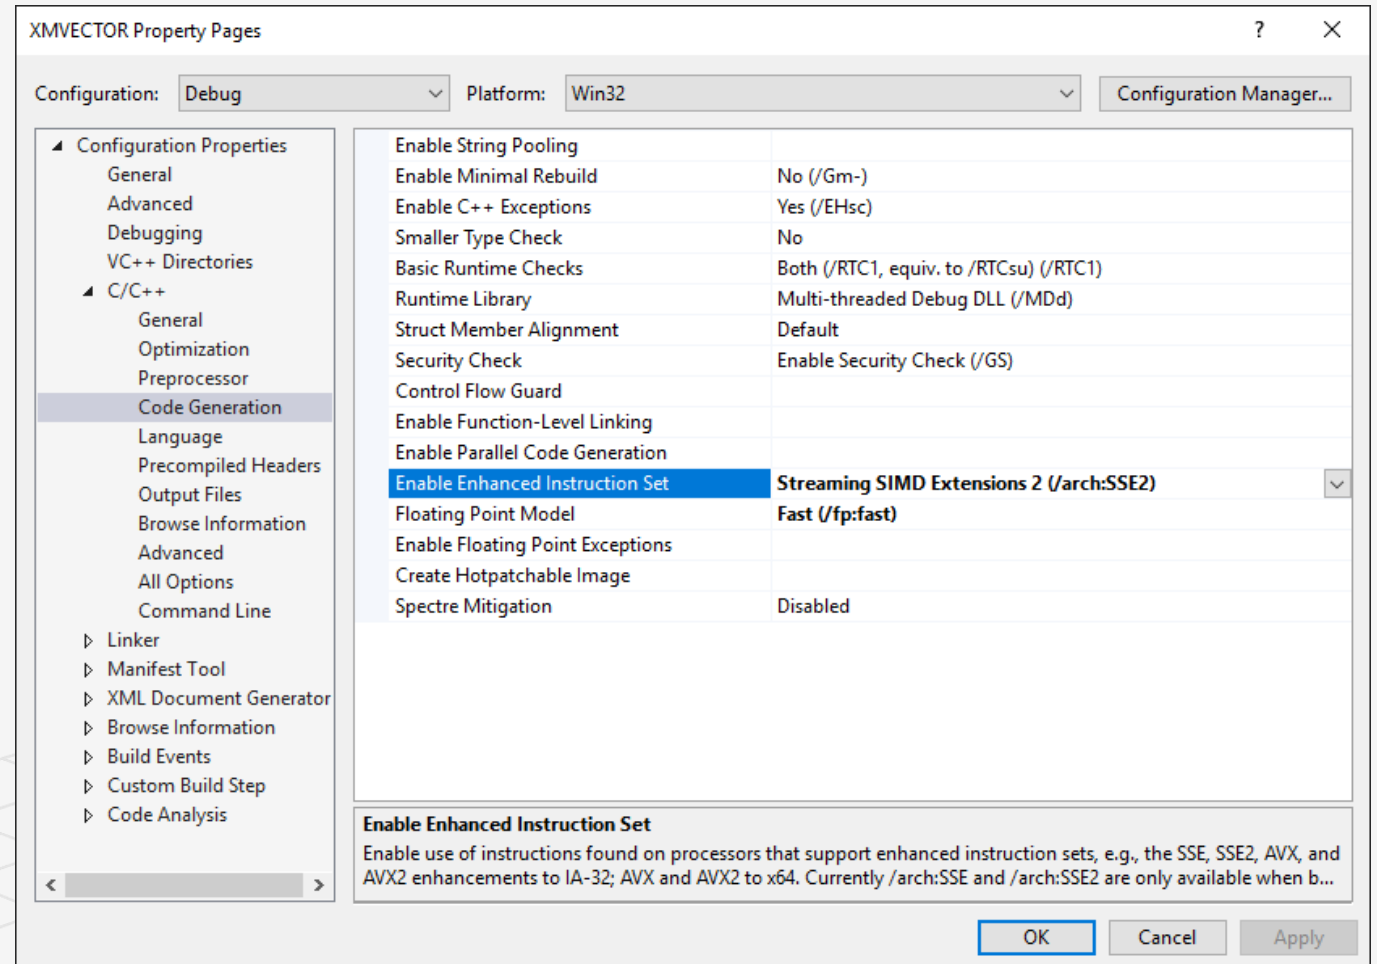 XMVECTOR Property Pages ?
Configuration: Debug Platform: Win32 Configuration Manager...
Configuration Properties
General
Advanced
Debugging
VC++ Directories
C/C++
General
Optimization
Preprocessor
Code Generation
Language
Precompiled Headers
Output Files
Browse Information
Advanced
All Options
Command Line
Linker
Manifest Tool
XML Document Generator
Browse Information
Build Events
Custom Build Step
Code Analysis
Enable String Pooling
Enable Minimal Rebuild No (/Gm-)
Enable C++ Exceptions Yes (/EHsc)
Smaller Type Check No
Basic Runtime Checks Both (/RTC1, equiv. to /RTCsu) (/RTC1)
Runtime Library Multi-threaded Debug DLL (/MDd)
Struct Member Alignment Default
Security Check Enable Security Check (/GS)
Control Flow Guard
Enable Function-Level Linking
Enable Parallel Code Generation
Enable Enhanced Instruction Set Streaming SIMD Extensions 2 (/arch:SSE2)
Floating Point Model Fast (/fp:fast)
Enable Floating Point Exceptions
Create Hotpatchable Image
Spectre Mitigation Disabled
Enable Enhanced Instruction Set
Enable use of instructions found on processors that support enhanced instruction sets, e.g., the SSE, SSE2, AVX, and
AVX2 enhancements to IA-32; AVX and AVX2 to x64. Currently /arch:SSE and /arch:SSE2 are only available when b...
OK Cancel Apply